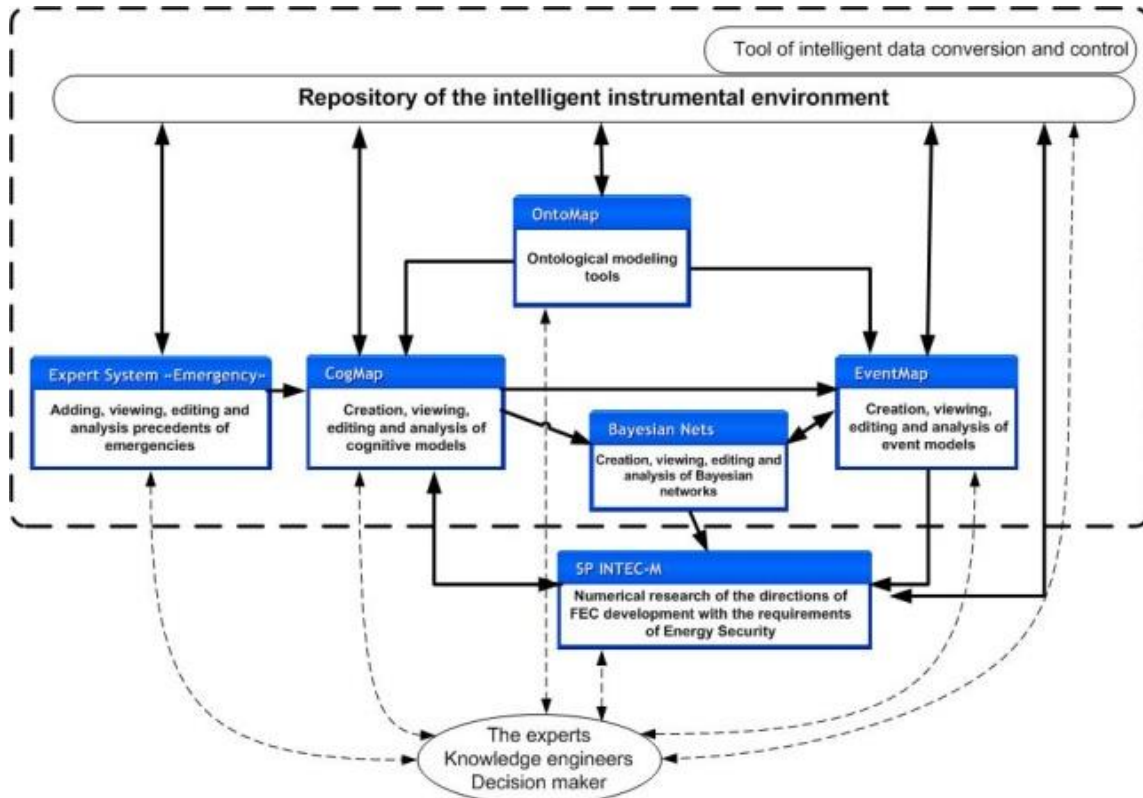 Tool of intelligent data conversion and control
Repository of the intelligent instrumental environment
OntoMap
Ontological modeling
tools
Expert System «Emergency»
Adding, viewing, editing and
analysis precedents of
emergencies
CogMap
Creation, viewing,
editing and analysis of
cognitive models
EventMap
Creation, viewing,
editing and analysis of
event models
Bayesian Nets
Creation, viewing, editing and
analysis of Bayesian
networks
SP INTEC-M
Numerical research of the directions of
FEC development with the requirements
of Energy Security
The experts
Knowledge engineers
Decision maker